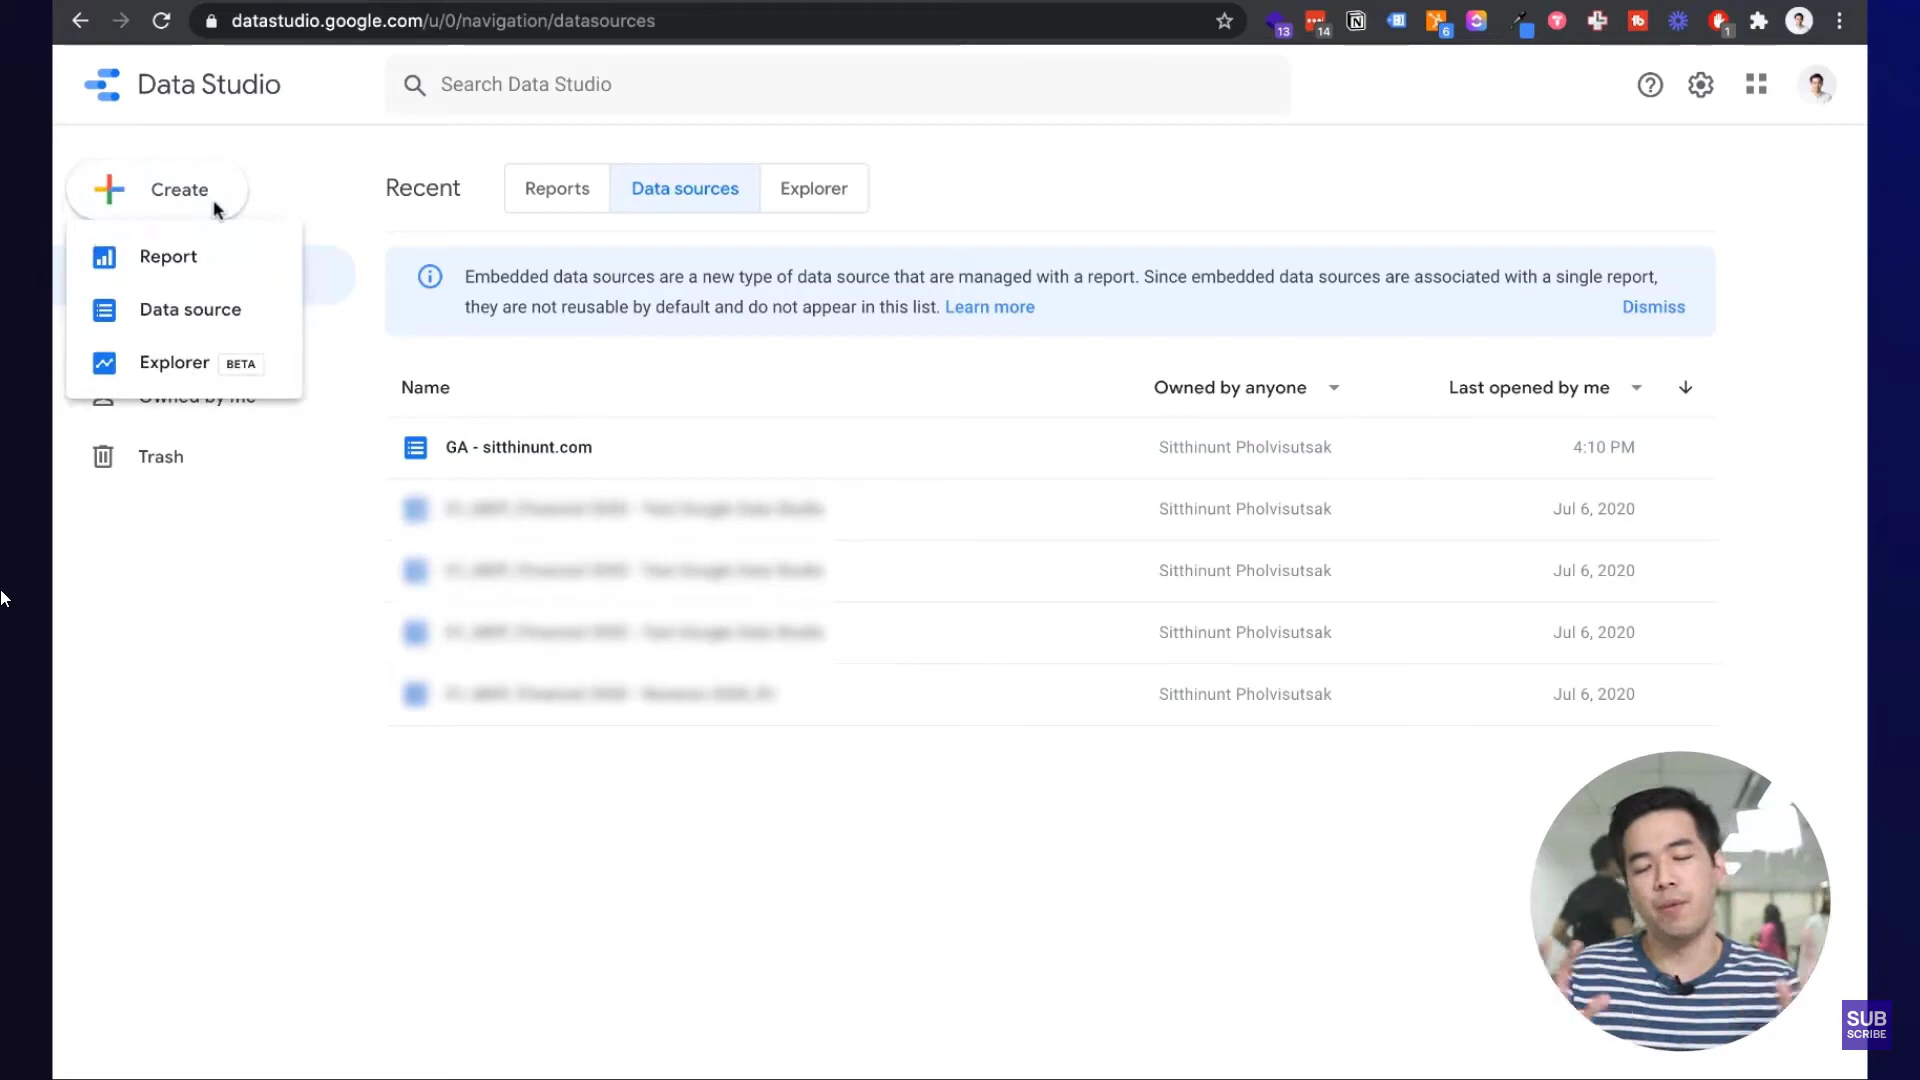 datastudio.google.com/u/0/navigation/datasources
13
14
6
1
Data Studio
Search Data Studio
Create
Recent
Reports
Data sources
Explorer
Report
Data source
Explorer BETA
Owned by me
Trash
Embedded data sources are a new type of data source that are managed with a report. Since embedded data sources are associated with a single report,
they are not reusable by default and do not appear in this list. Learn more
Dismiss
Name
Owned by anyone
Last opened by me
GA - sitthinunt.com
Sitthinunt Pholvisutsak
4:10 PM
Sitthinunt Pholvisutsak
Jul 6, 2020
Sitthinunt Pholvisutsak
Jul 6, 2020
Sitthinunt Pholvisutsak
Jul 6, 2020
Sitthinunt Pholvisutsak
Jul 6, 2020
SUB
SCRIBE